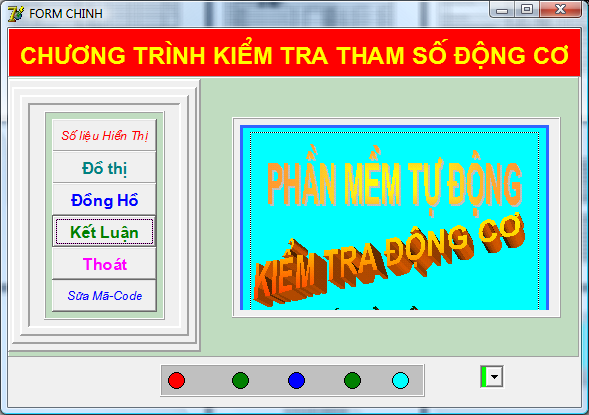 FORM CHINH
CHƯƠNG TRÌNH KIỂM TRA THAM SỐ ĐỘNG CƠ
Số liệu Hiển Thị
Đồ thị
Đồng Hồ
Kết Luận
Thoát
Sữa Mã-Code
PHẦN MỀM TỰ ĐỘNG
KIỂM TRA ĐỘNG CƠ